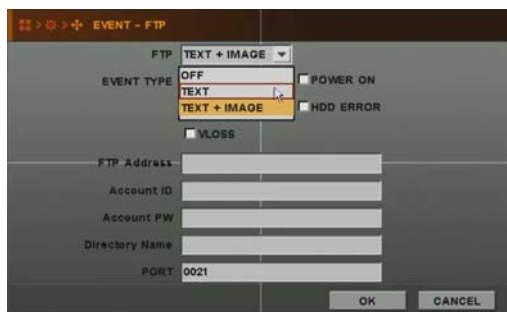 EVENT - FTP
FTP TEXT + IMAGE
EVENT TYPE OFF POWER ON
TEXT
TEXT + IMAGE HDD ERROR
VLOSS
FTP Address
Account ID
Account PW
Directory Name
PORT 0021
OK CANCEL